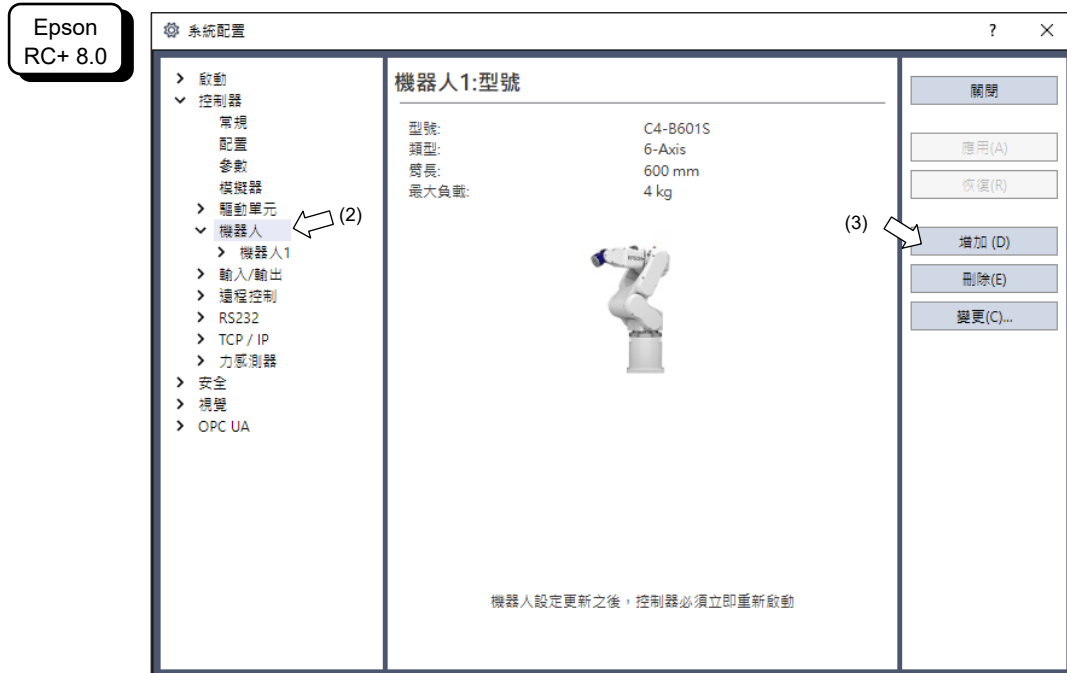 Epson
RC+ 8.0
系統配置
?
啟動
控制器
常規
配置
參數
模擬器
驅動單元
機器人
(2)
機器人1
輸入/輸出
遠程控制
RS232
TCP / IP
力感測器
安全
視覺
OPC UA
機器人1:型號
型號: C4-B601S
類型: 6-Axis
臂長: 600 mm
最大負載: 4 kg
EPSON
機器人設定更新之後，控制器必須立即重新啟動
關閉
應用(A)
恢復(R)
(3)
增加 (D)
刪除(E)
變更(C)...